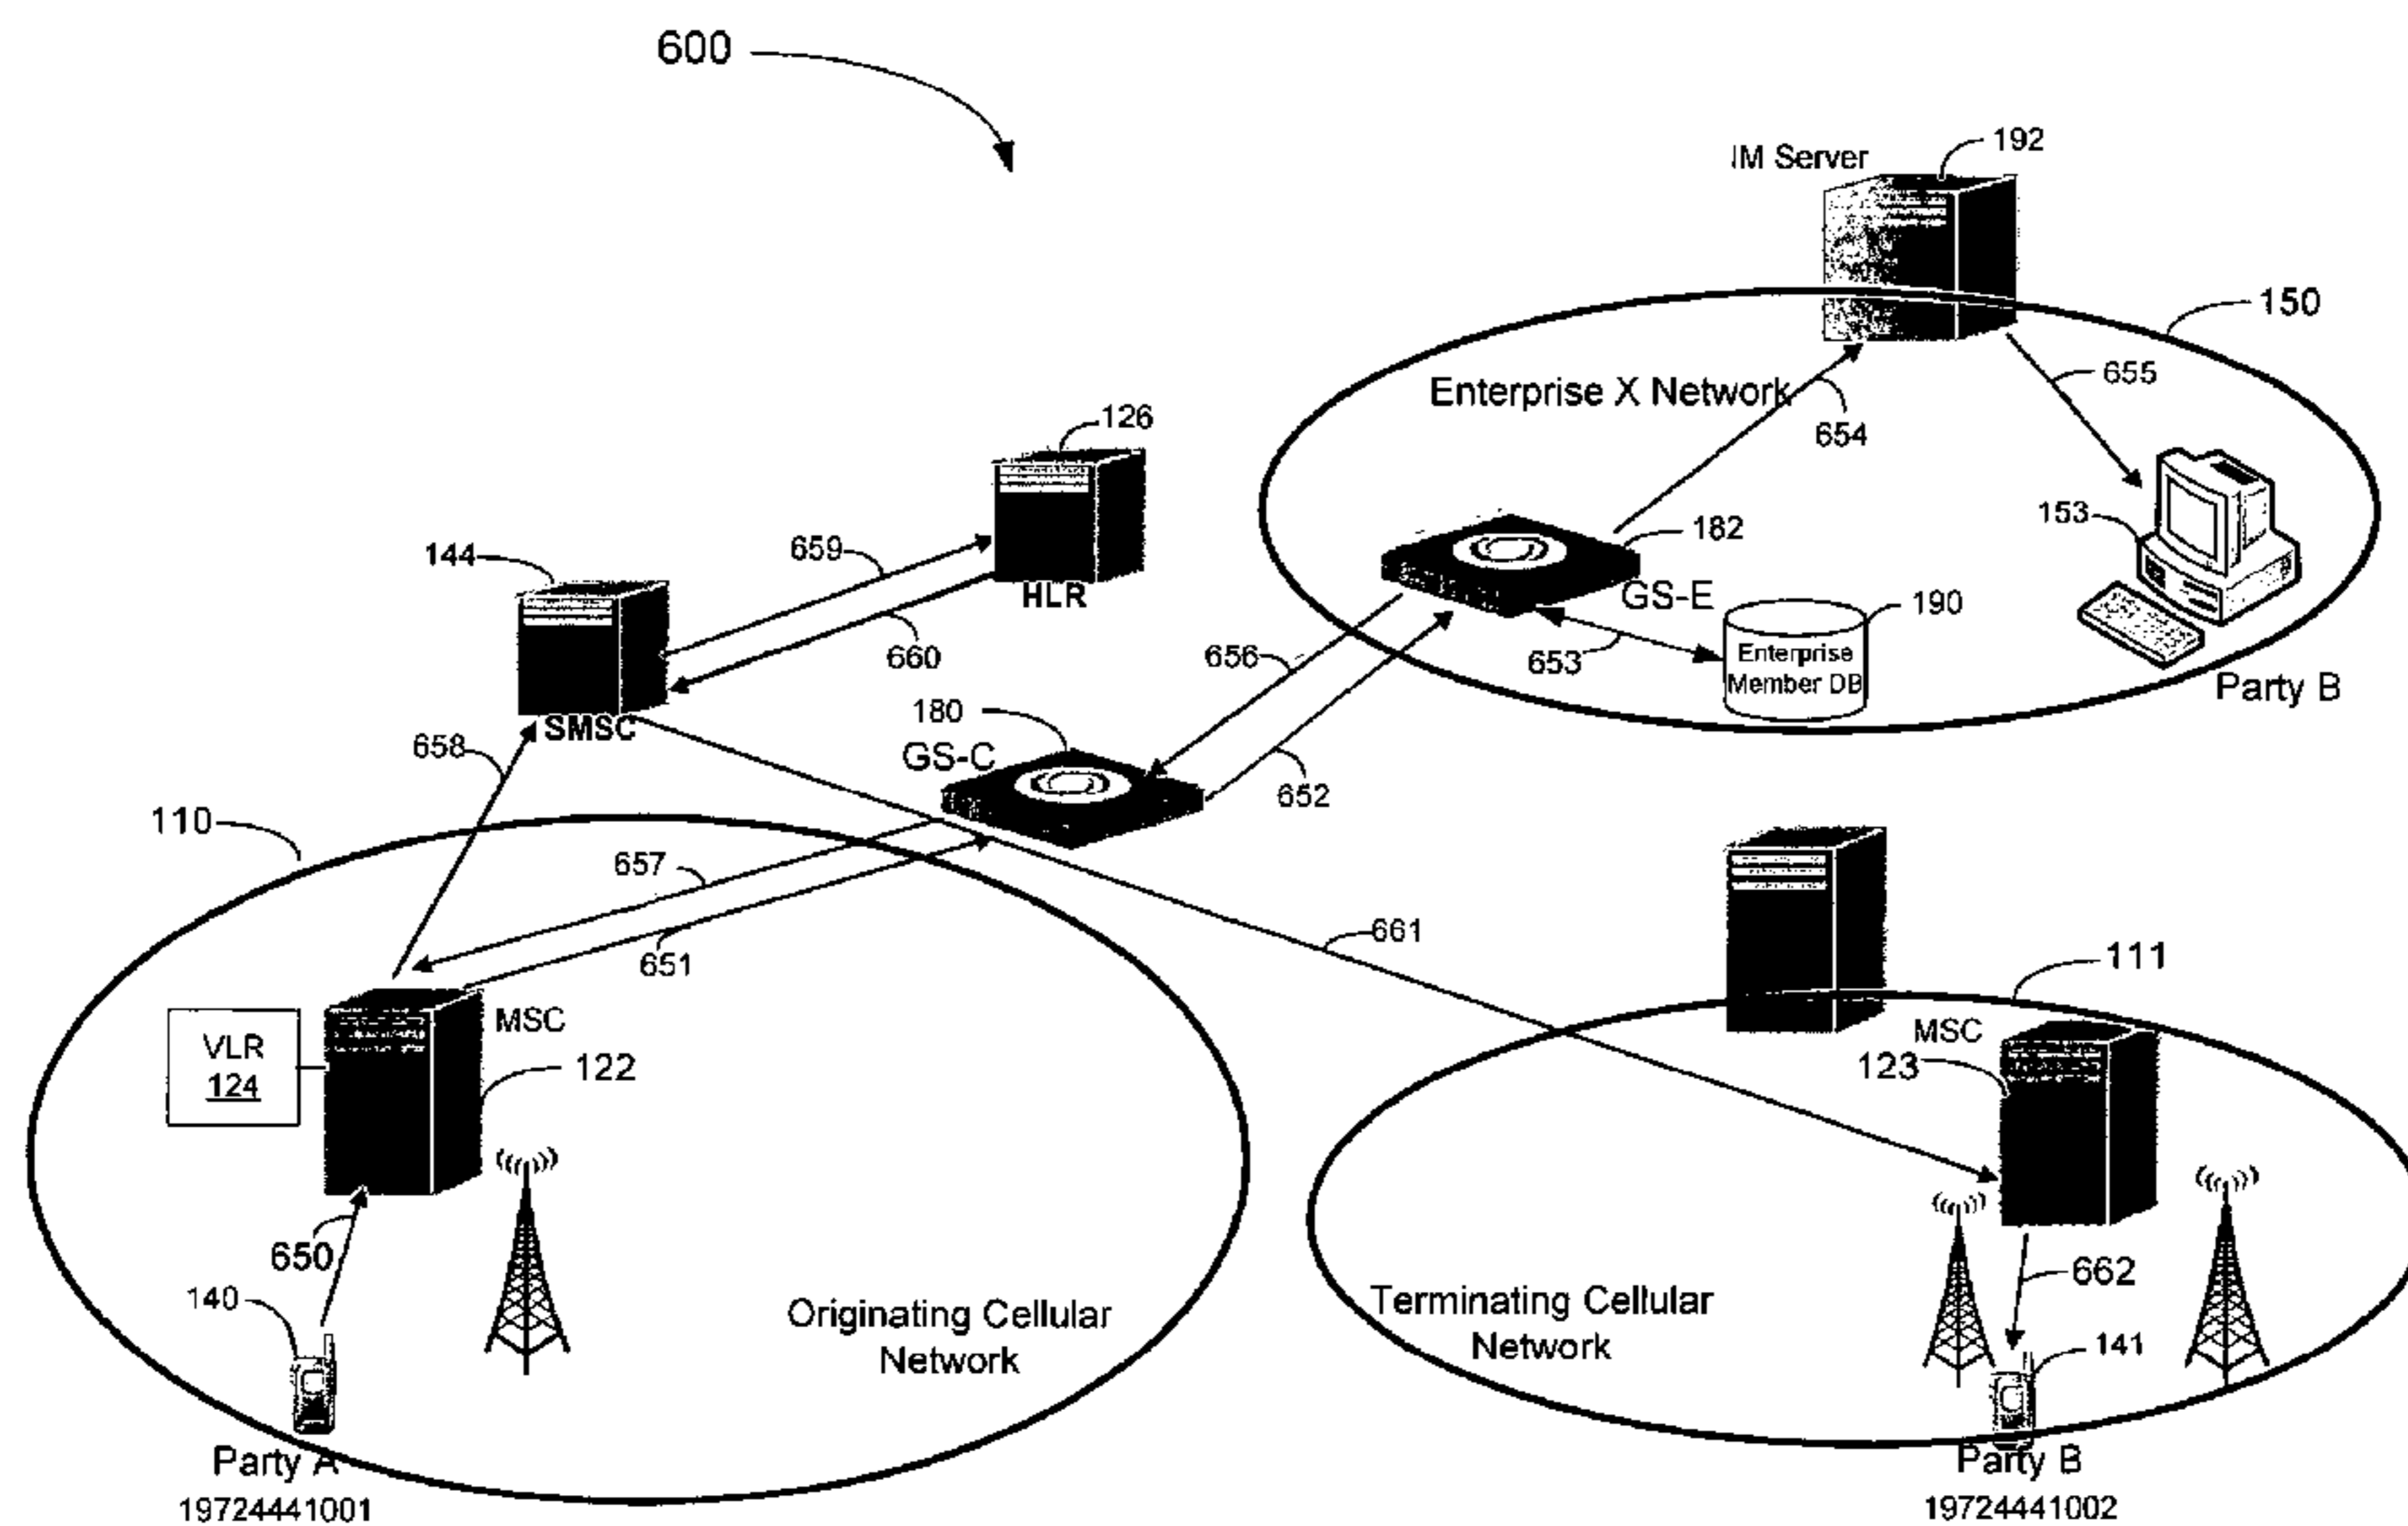 600
192
IM Server
150
Enterprise X Network
655
654
126
153
182
144
659
HLR
GS-E
190
656
653
Enterprise
Member DB
660
Party B
180
SMSC
658
GS-C
652
110
657
651
661
111
MSC
MSC
VLR
124
122
123
650
662
140
Originating Cellular
Network
Terminating Cellular
Network
141
Party A
Party B
19724441001
19724441002